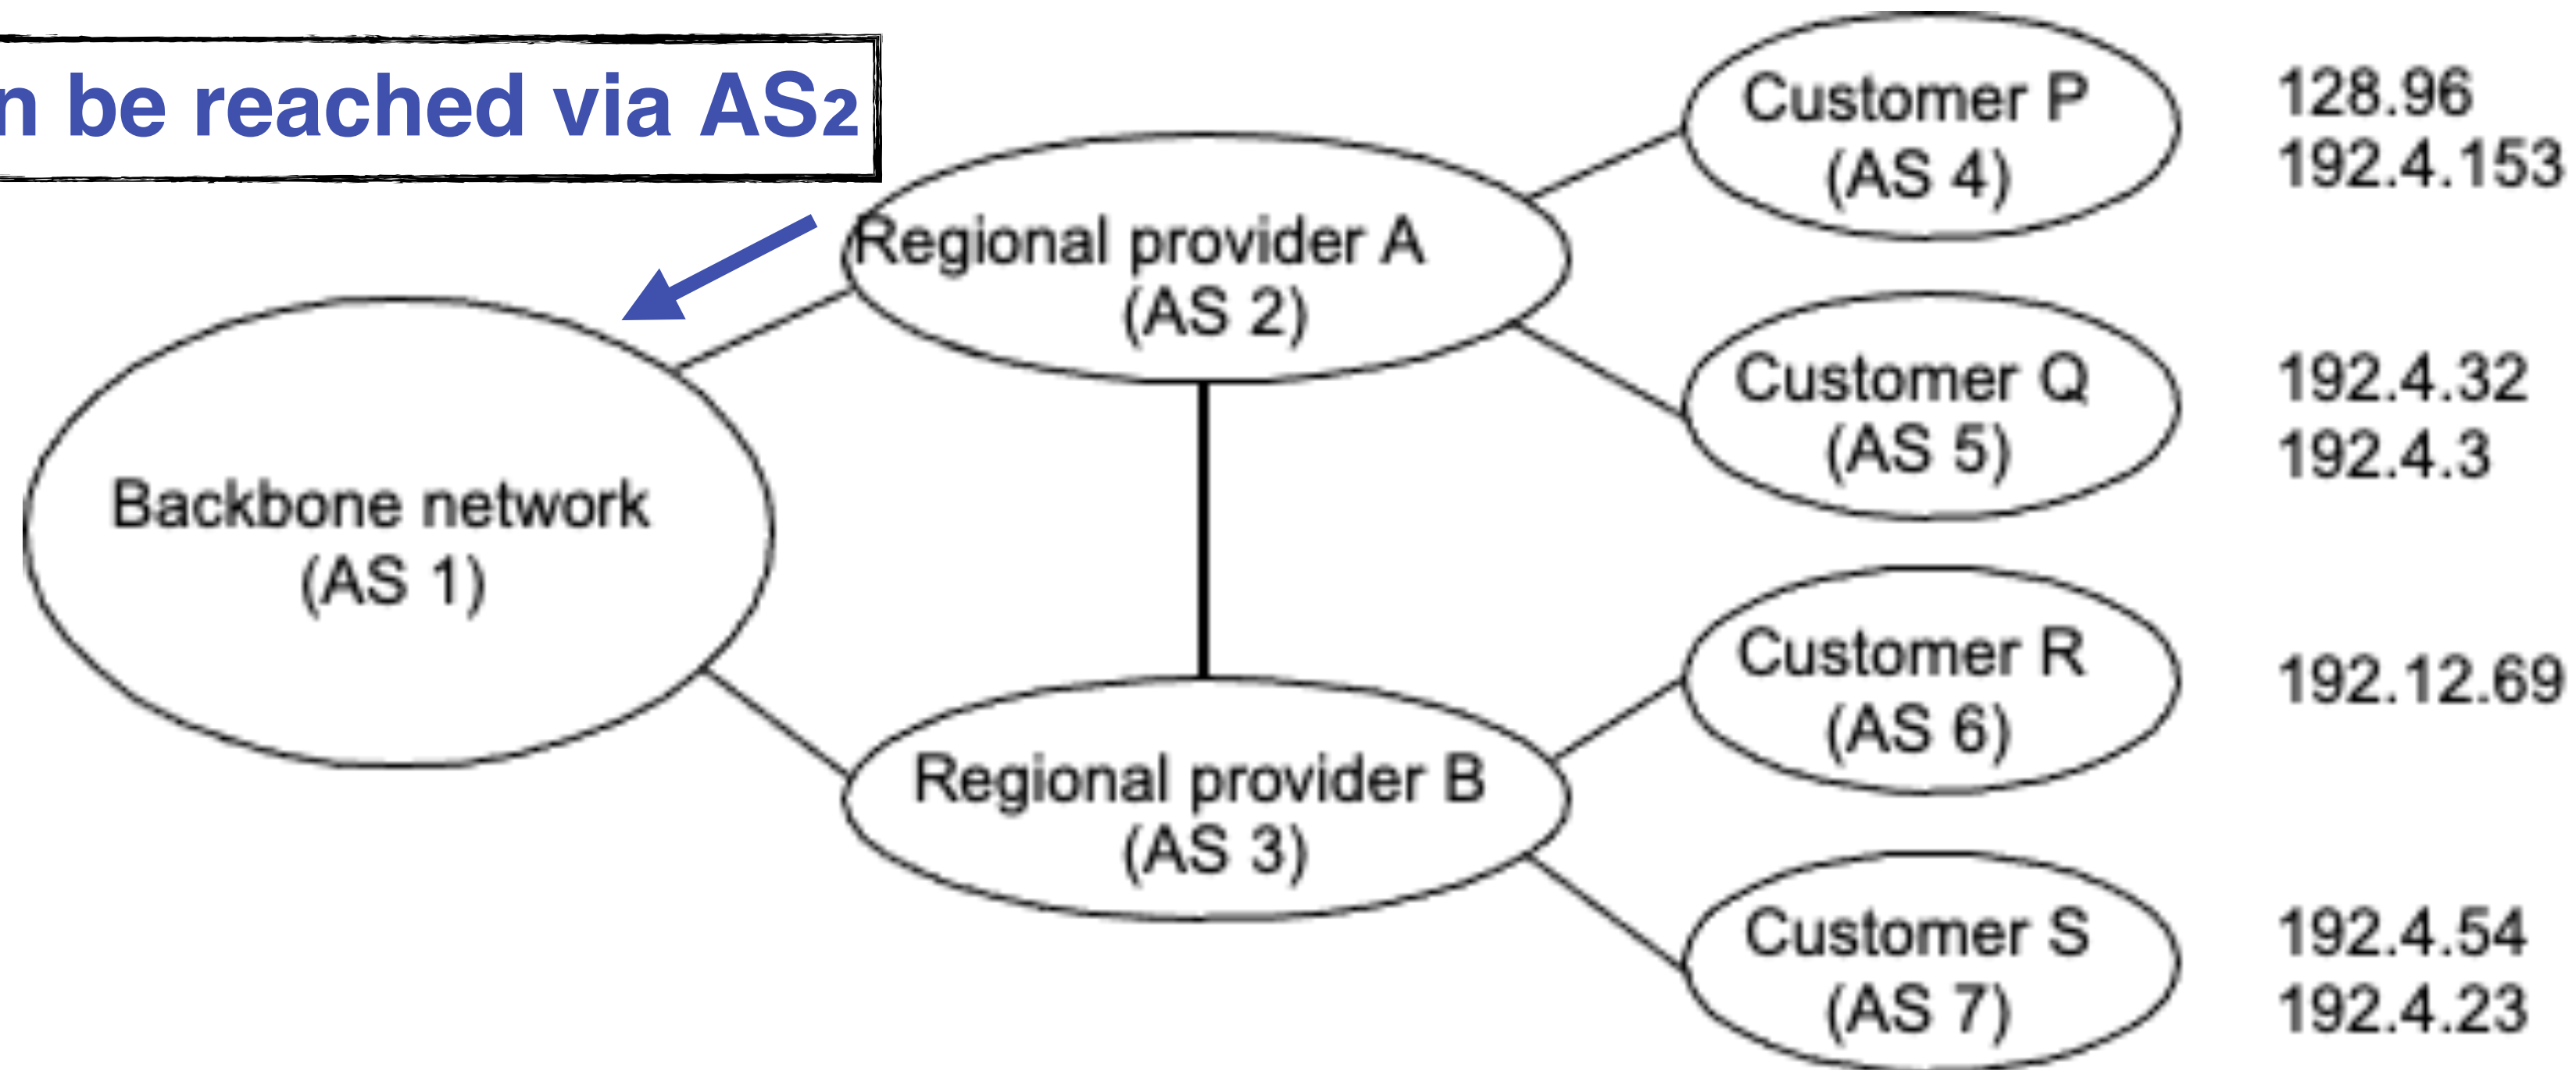 be reached via AS2
Customer P
(AS 4)
128.96
192.4.153
Regional provider A
(AS 2)
Customer Q
(AS 5)
192.4.32
192.4.3
Backbone network
(AS 1)
Customer R
(AS 6)
192.12.69
Regional provider B
(AS 3)
Customer S
(AS 7)
192.4.54
192.4.23